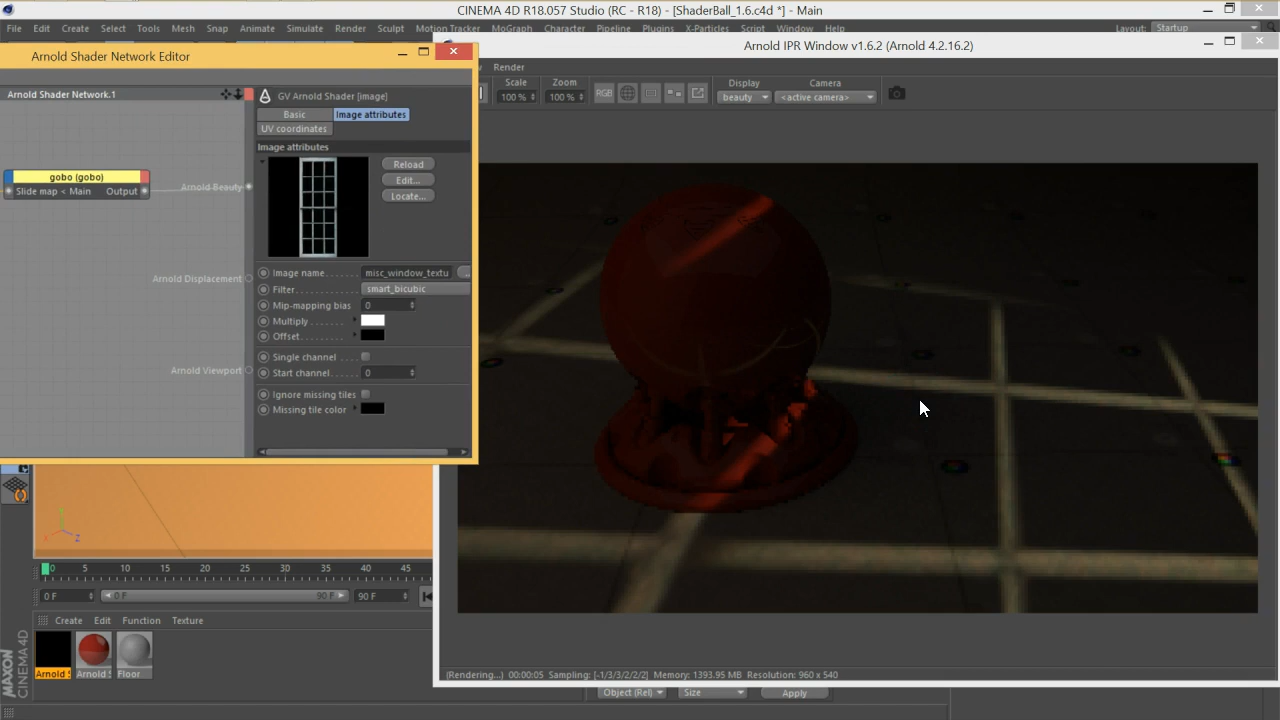 CINEMA 4D R18.057 Studio (RC - R18) - [ShaderBall_1.6.c4d *] - Main
File Edit Create Select Tools Mesh Snap Animate Simulate Render Sculpt Motion Tracker MoGraph Character Pipeline Plugins X-Particles Script Window Layout: Startup
Arnold Shader Network Editor
Arnold IPR Window v1.6.2 (Arnold 4.2.16.2)
Render
Scale Zoom Display Camera
100 % 100 % RGB beauty <active camera>
Arnold Shader Network.1
GV Arnold Shader [image]
Basic Image attributes
UV coordinates
Image attributes
Reload
Edit...
Locate...
gobo (gobo)
Slide map < Main Output
Arnold Beauty
Arnold Displacement
Arnold Viewport
Image name misc_window_textu
Filter smart_bicubic
Mip-mapping bias 0
Multiply
Offset
Single channel
Start channel 0
Ignore missing tiles
Missing tile color
Y
X Z
0 5 10 15 20 25 30 35 40 45
0 F 0 F 90 F 90 F
Create Edit Function Texture
Arnold S Arnold S Floor
MAXON
CINEMA 4D
(Rendering...) 00:00:05 Sampling: [-1/3/3/2/2/2] Memory: 1393.95 MB Resolution: 960 x 540
Object (Rel) Size Apply